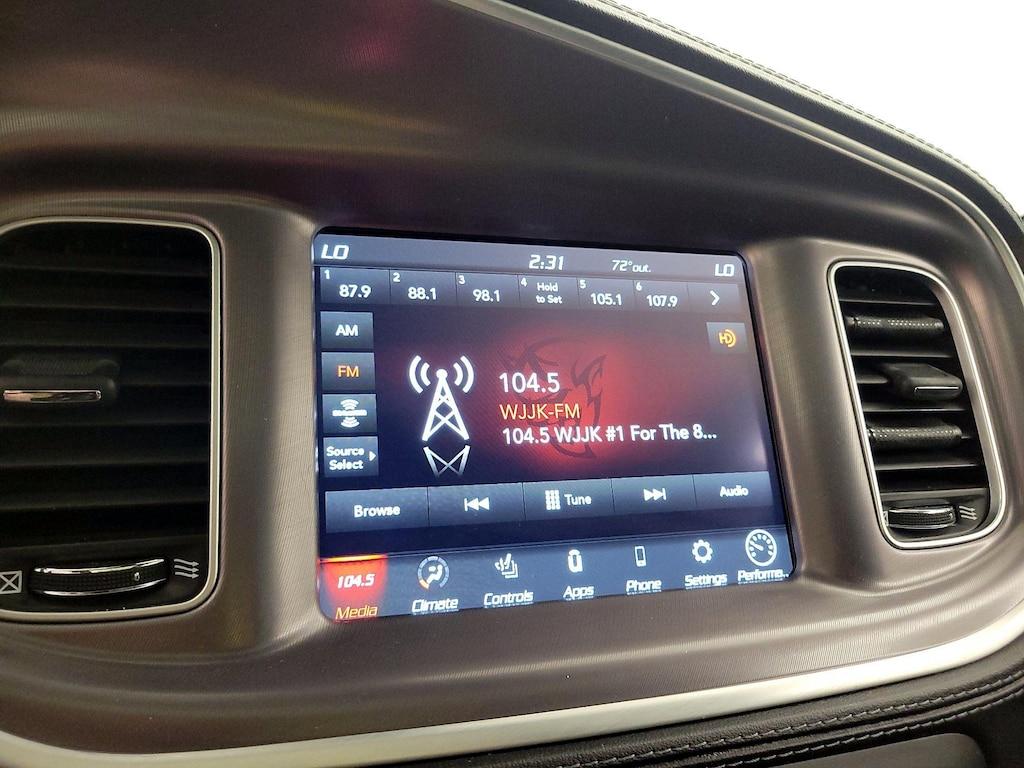 LO 2:31 72°out. LO
1 87.9 2 88.1 3 98.1 4 Hold to Set 5 105.1 6 107.9
AM
HD
FM
104.5
WJJK-FM
104.5 WJJK #1 For The 8...
Source
Select
Browse Tune Audio
104.5
Media Climate Controls Apps Phone Settings Performa...